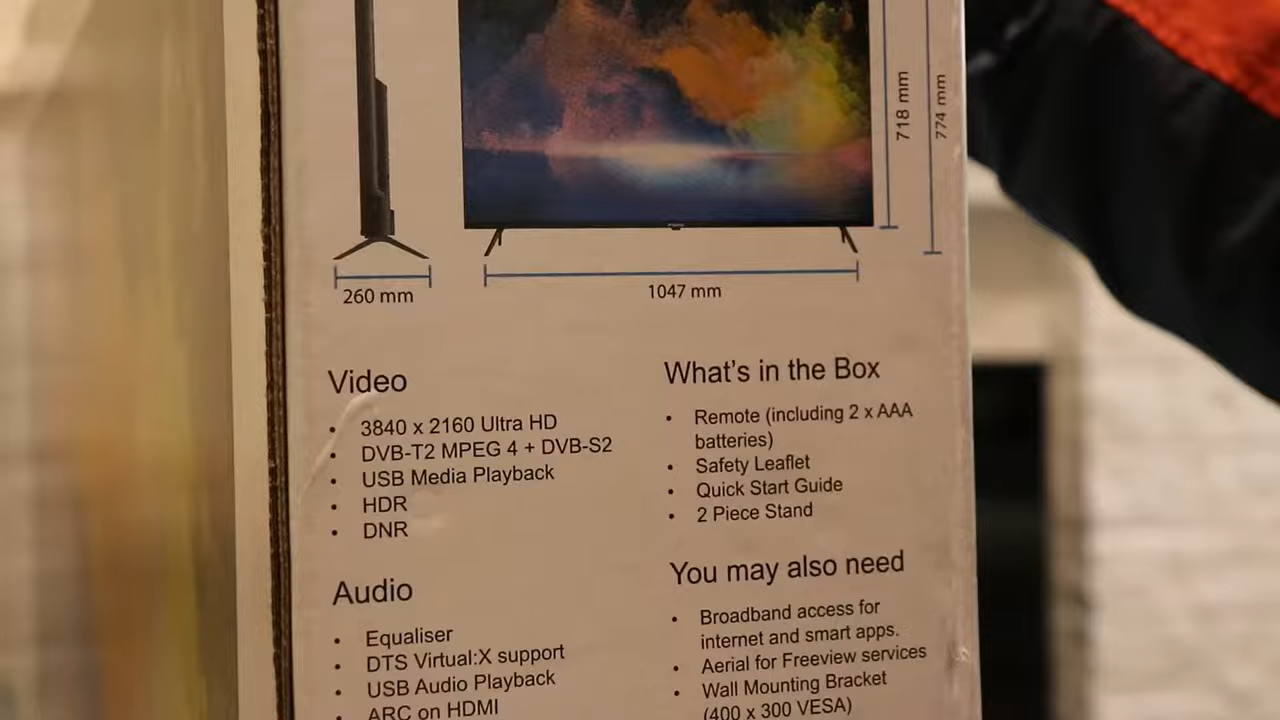 718 mm
774 mm
260 mm
1047 mm
Video
• 3840 x 2160 Ultra HD
• DVB-T2 MPEG 4 + DVB-S2
• USB Media Playback
• HDR
• DNR
Audio
• Equaliser
• DTS Virtual:X support
• USB Audio Playback
• ARC on HDMI
What's in the Box
• Remote (including 2 x AAA
batteries)
• Safety Leaflet
• Quick Start Guide
• 2 Piece Stand
You may also need
• Broadband access for
internet and smart apps.
• Aerial for Freeview services
• Wall Mounting Bracket
(400 x 300 VESA)